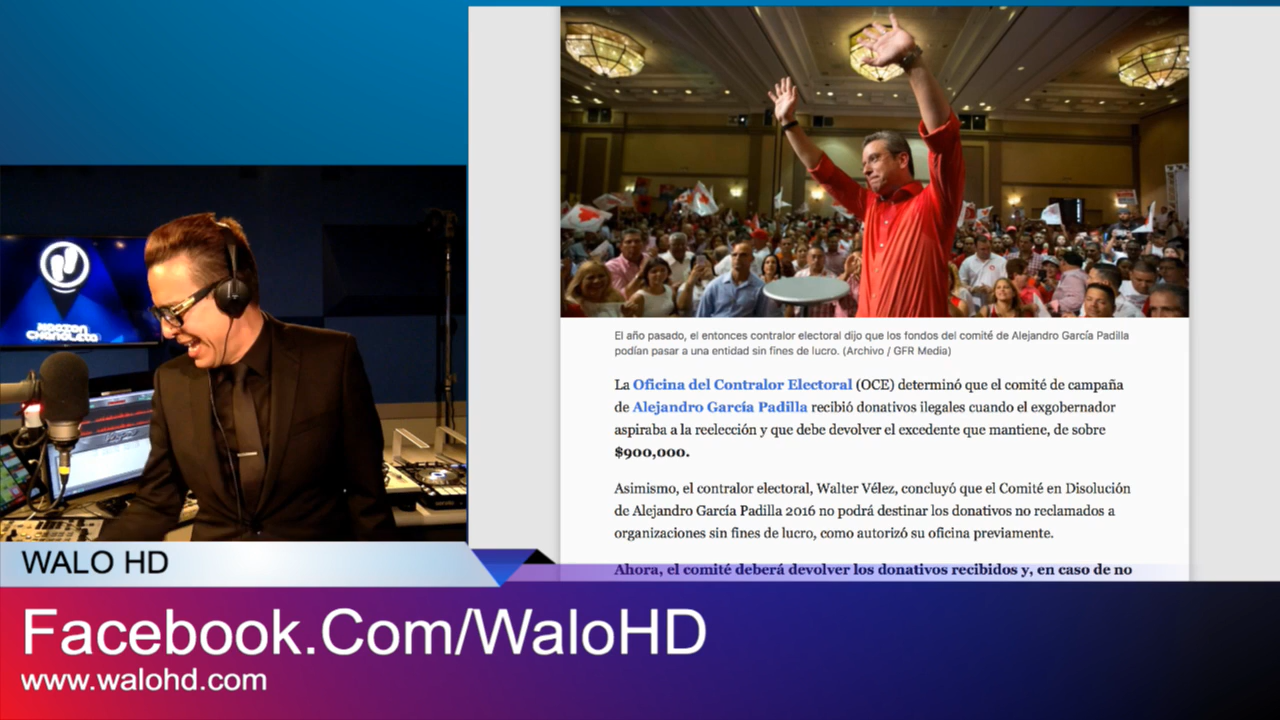 El año pasado, el entonces contralor electoral dijo que los fondos del comité de Alejandro García Padilla
podían pasar a una entidad sin fines de lucro. (Archivo / GFR Media)
La Oficina del Contralor Electoral (OCE) determinó que el comité de campaña
de Alejandro García Padilla recibió donativos ilegales cuando el exgobernador
aspiraba a la reelección y que debe devolver el excedente que mantiene, de sobre
$900,000.
Asimismo, el contralor electoral, Walter Vélez, concluyó que el Comité en Disolución
de Alejandro García Padilla 2016 no podrá destinar los donativos no reclamados a
organizaciones sin fines de lucro, como autorizó su oficina previamente.
Ahora, el comité deberá devolver los donativos recibidos y, en caso de no
WALO HD
Facebook.Com/WaloHD
www.walohd.com